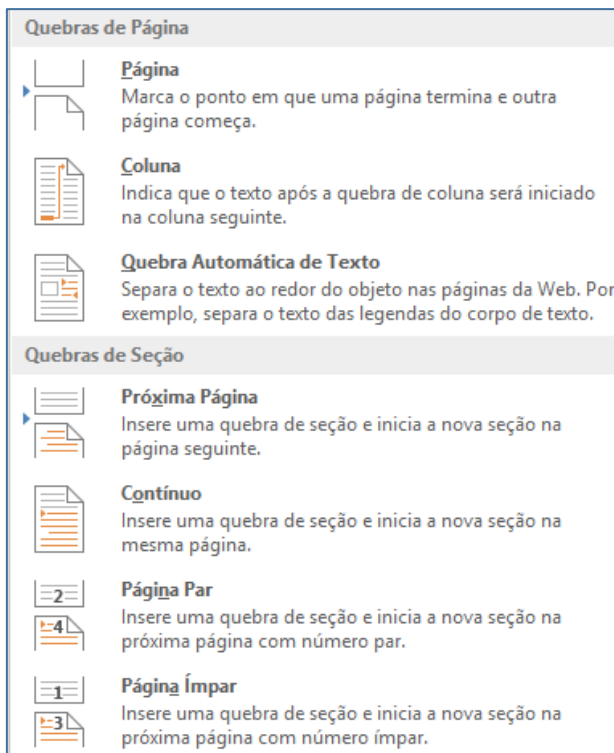 Quebras de Página
Página
Marca o ponto em que uma página termina e outra
página começa.
Coluna
Indica que o texto após a quebra de coluna será iniciado
na coluna seguinte.
Quebra Automática de Texto
Separa o texto ao redor do objeto nas páginas da Web. Por
exemplo, separa o texto das legendas do corpo de texto.
Quebras de Seção
Próxima Página
Insere uma quebra de seção e inicia a nova seção na
página seguinte.
Contínuo
Insere uma quebra de seção e inicia a nova seção na
mesma página.
2
4
Página Par
Insere uma quebra de seção e inicia a nova seção na
próxima página com número par.
1
3
Página Ímpar
Insere uma quebra de seção e inicia a nova seção na
próxima página com número ímpar.